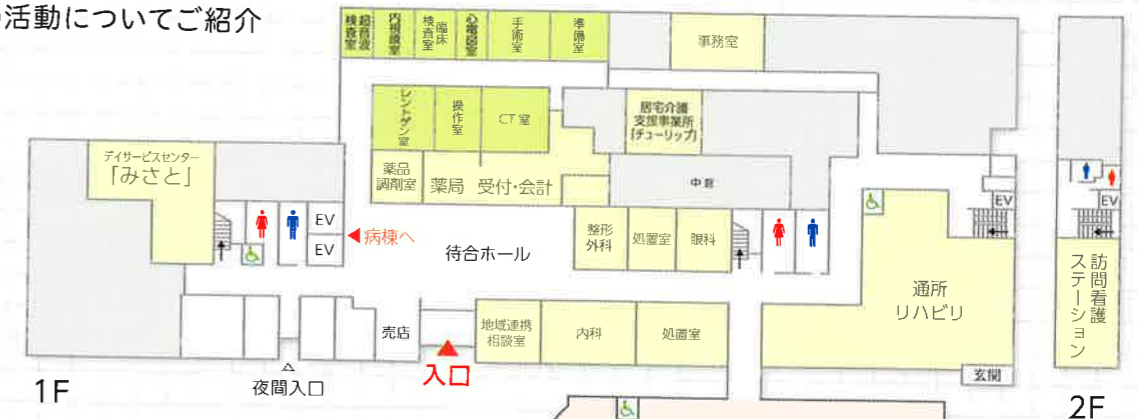 活動についてご紹介
超音波
検査室
内視鏡室
臨床
検査室
心電図室
手術室
準備室
事務室
レントゲン室
操作室
CT室
居宅介護
支援事業所
「チューリップ」
デイサービスセンター
「みさと」
薬品
調剤室
薬局 受付・会計
中庭
EV
EV
病棟へ
待合ホール
整形
外科
処置室
眼科
EV
EV
通所
リハビリ
訪問看護
ステーション
売店
地域連携
相談室
内科
処置室
入口
夜間入口
玄関
1F
2F